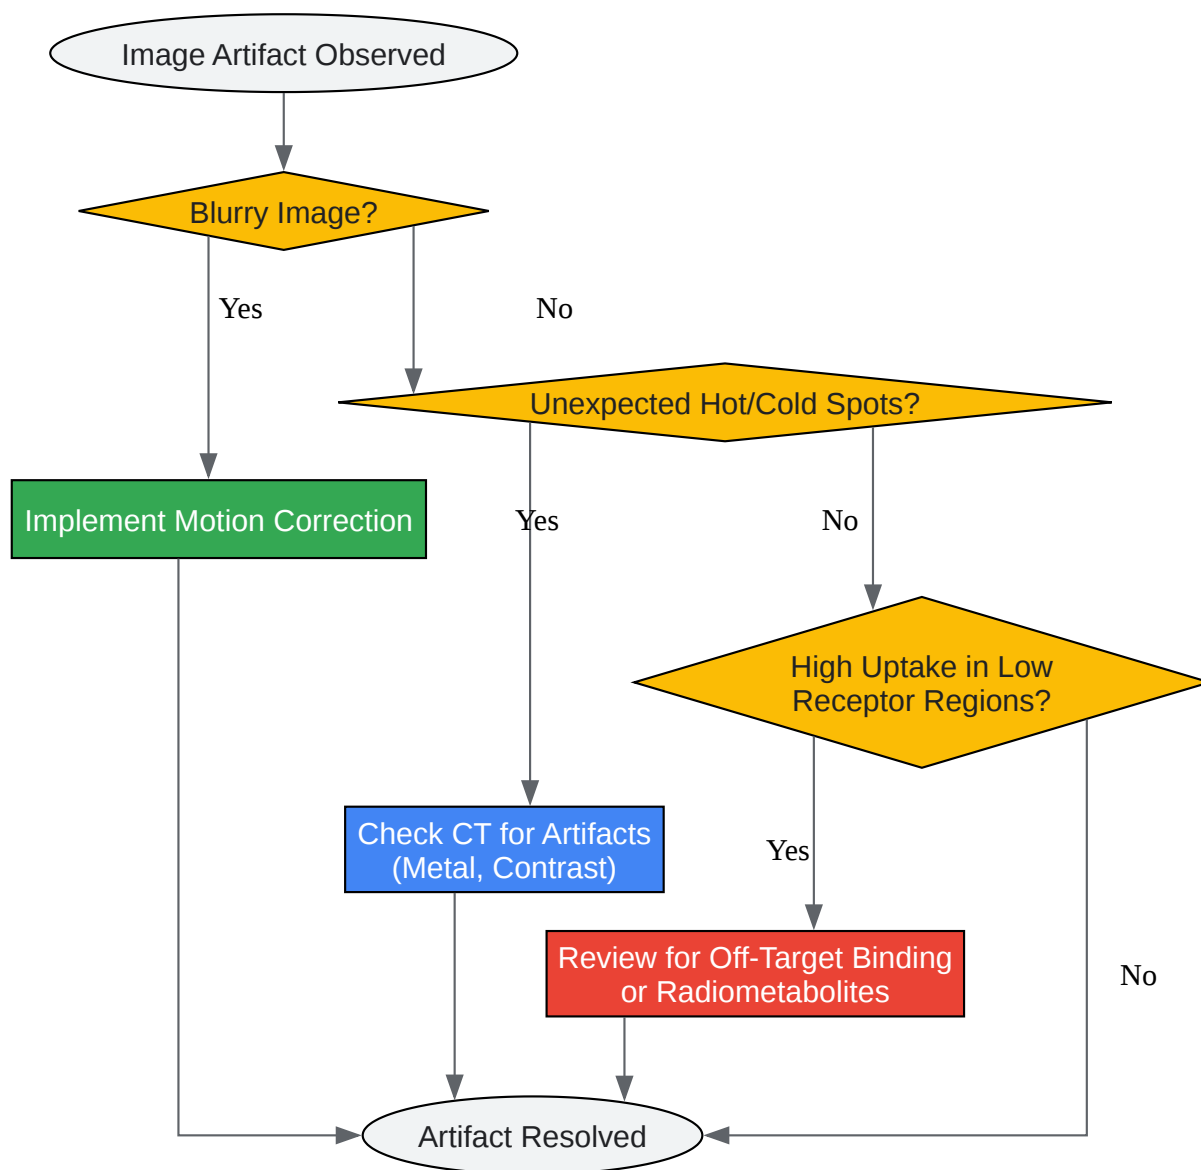 Image Artifact Observed
Blurry Image?
Yes
No
Unexpected Hot/Cold Spots?
Implement Motion Correction
Yes
No
High Uptake in Low
Receptor Regions?
Check CT for Artifacts
(Metal, Contrast)
Yes
Review for Off-Target Binding
or Radiometabolites
No
Artifact Resolved